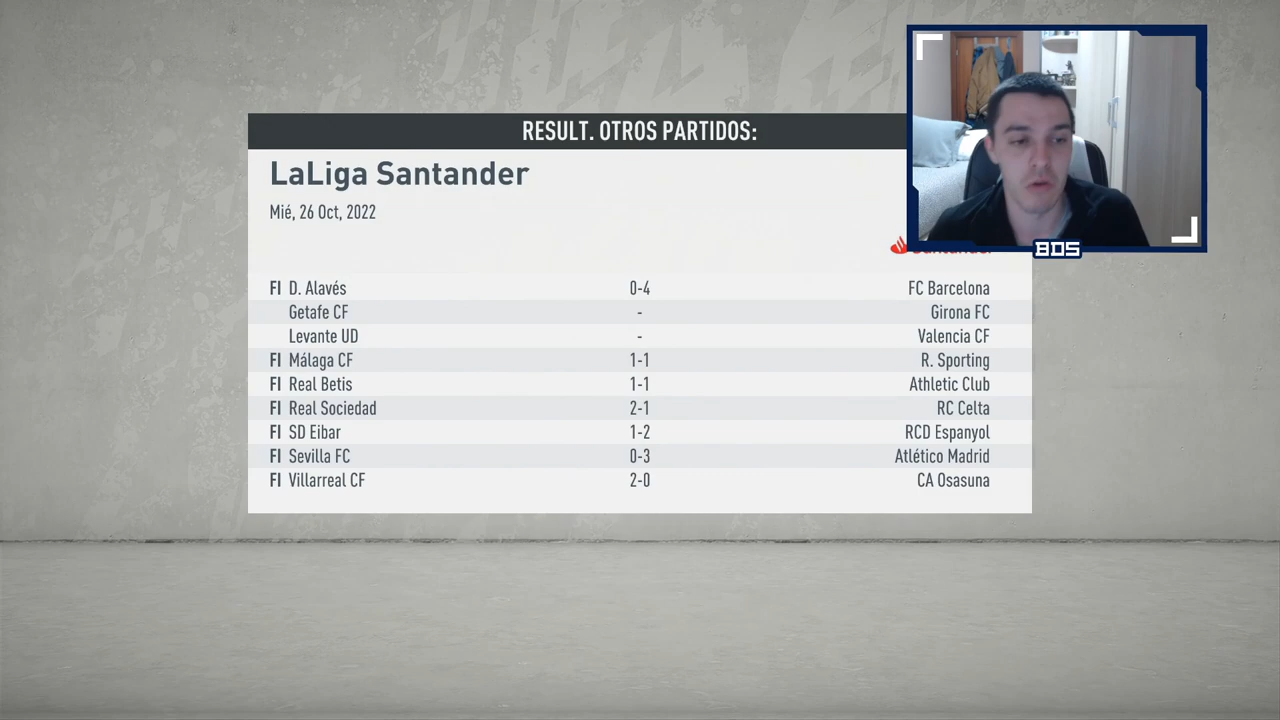 RESULT. OTROS PARTIDOS:
LaLiga Santander
Mié, 26 Oct, 2022
BDS
FI D. Alavés 0-4 FC Barcelona
Getafe CF - Girona FC
Levante UD - Valencia CF
FI Málaga CF 1-1 R. Sporting
FI Real Betis 1-1 Athletic Club
FI Real Sociedad 2-1 RC Celta
FI SD Eibar 1-2 RCD Espanyol
FI Sevilla FC 0-3 Atlético Madrid
FI Villarreal CF 2-0 CA Osasuna